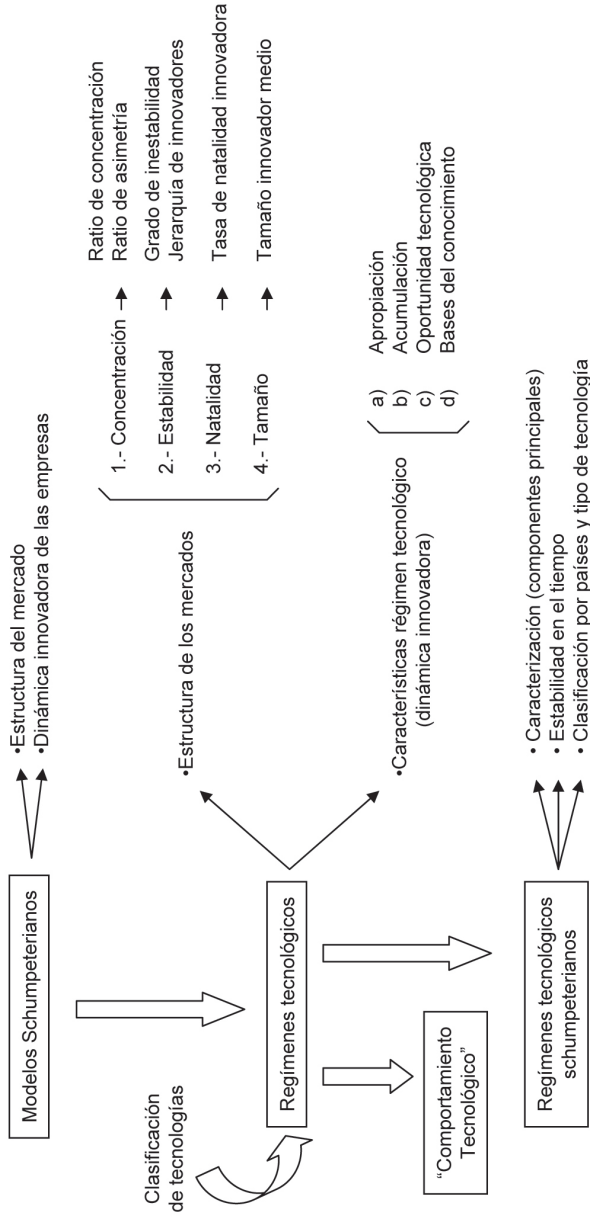 Modelos Schumpeterianos
•Estructura del mercado
•Dinámica innovadora de las empresas
Clasificación
de tecnologías
Regímenes tecnológicos
•Estructura de los mercados
1.- Concentración
Ratio de concentración
Ratio de asimetría
2.- Estabilidad
Grado de inestabilidad
Jerarquía de innovadores
3.- Natalidad
Tasa de natalidad innovadora
4.- Tamaño
Tamaño innovador medio
•Características régimen tecnológico
(dinámica innovadora)
a) Apropiación
b) Acumulación
c) Oportunidad tecnológica
d) Bases del conocimiento
“Comportamiento
Tecnológico”
Regímenes tecnológicos
schumpeterianos
• Caracterización (componentes principales)
• Estabilidad en el tiempo
• Clasificación por países y tipo de tecnología